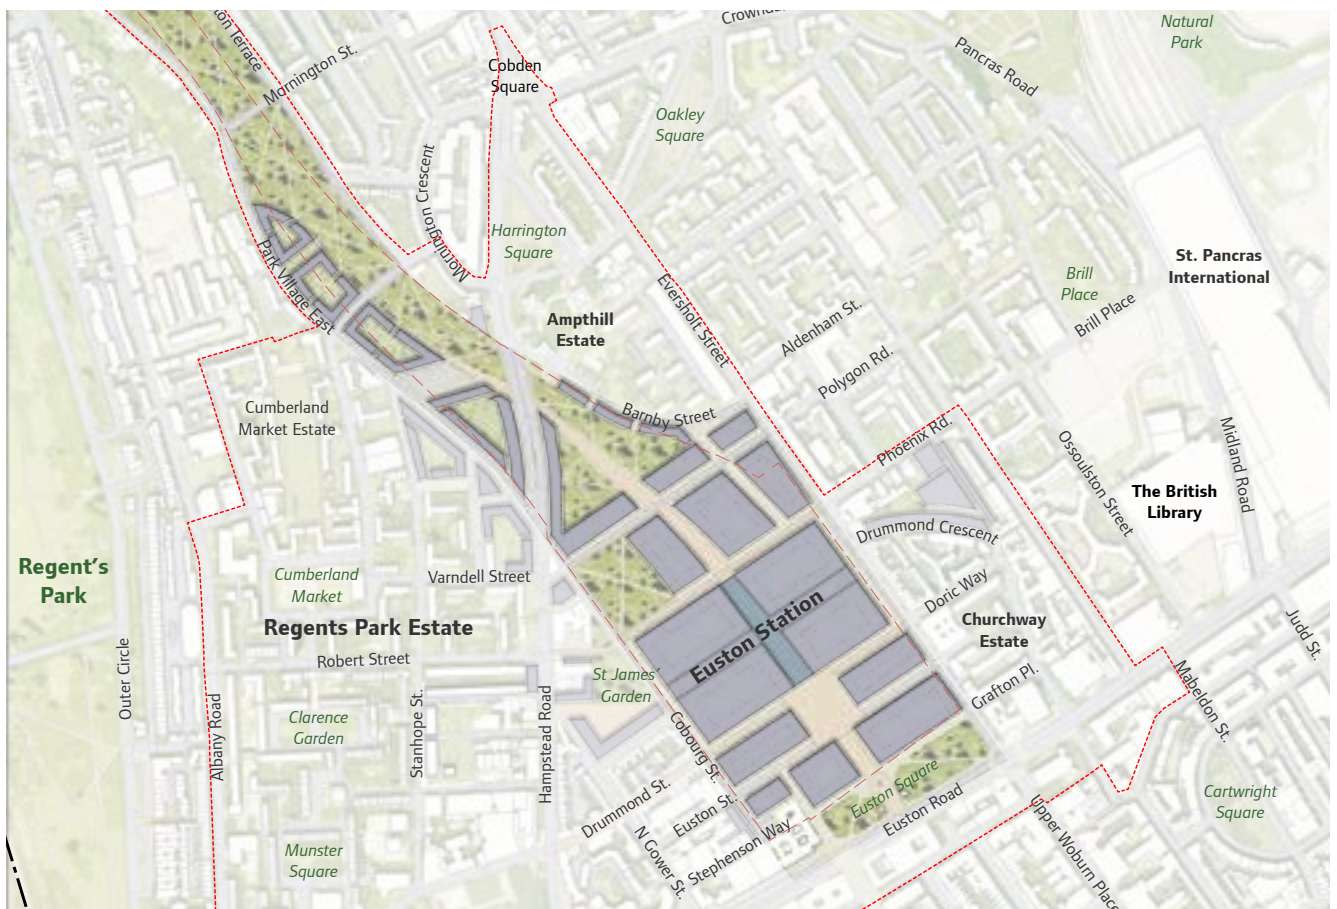 ton Terrace
Mornington St.
Crownda
Natural
Park
Pancras Road
Cobden
Square
Oakley
Square
Mornington Crescent
Harrington
Square
St. Pancras
International
Brill
Place
Brill Place
Park Village East
Eversholt Street
Ampthill
Estate
Aldenham St.
Polygon Rd.
Cumberland
Market Estate
Barnby Street
Phoenix Rd.
Ossoulston Street
Midland Road
The British
Library
Drummond Crescent
Regent's
Park
Cumberland
Market
Varndell Street
Doric Way
Euston Station
Regents Park Estate
Churchway
Estate
Judd St.
Robert Street
Outer Circle
St James'
Garden
Grafton Pl.
Mabeldon St.
Albany Road
Clarence
Garden
Stanhope St.
Hampstead Road
Cobourg St.
Euston Square
Cartwright
Square
Drummond St.
Euston St.
Euston Road
N Gower St.
Stephenson Way
Upper Woburn Place
Munster
Square